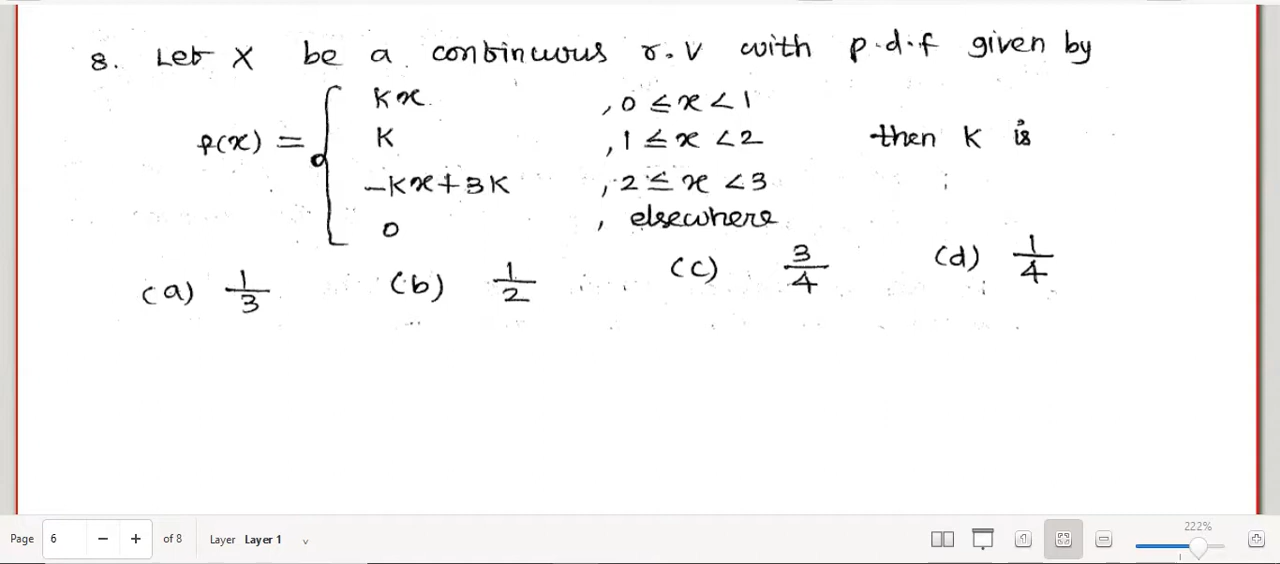 8. Let X be a continuous r.v with p.d.f given by
p(x) = { kx , 0 ≤ x < 1
K , 1 ≤ x < 2 then K is
-Kx+3K , 2 ≤ x < 3
0 , elsewhere
(a) 1/3 (b) 1/2 (c) 3/4 (d) 1/4
222%
Page 6 - + of 8 Layer Layer 1